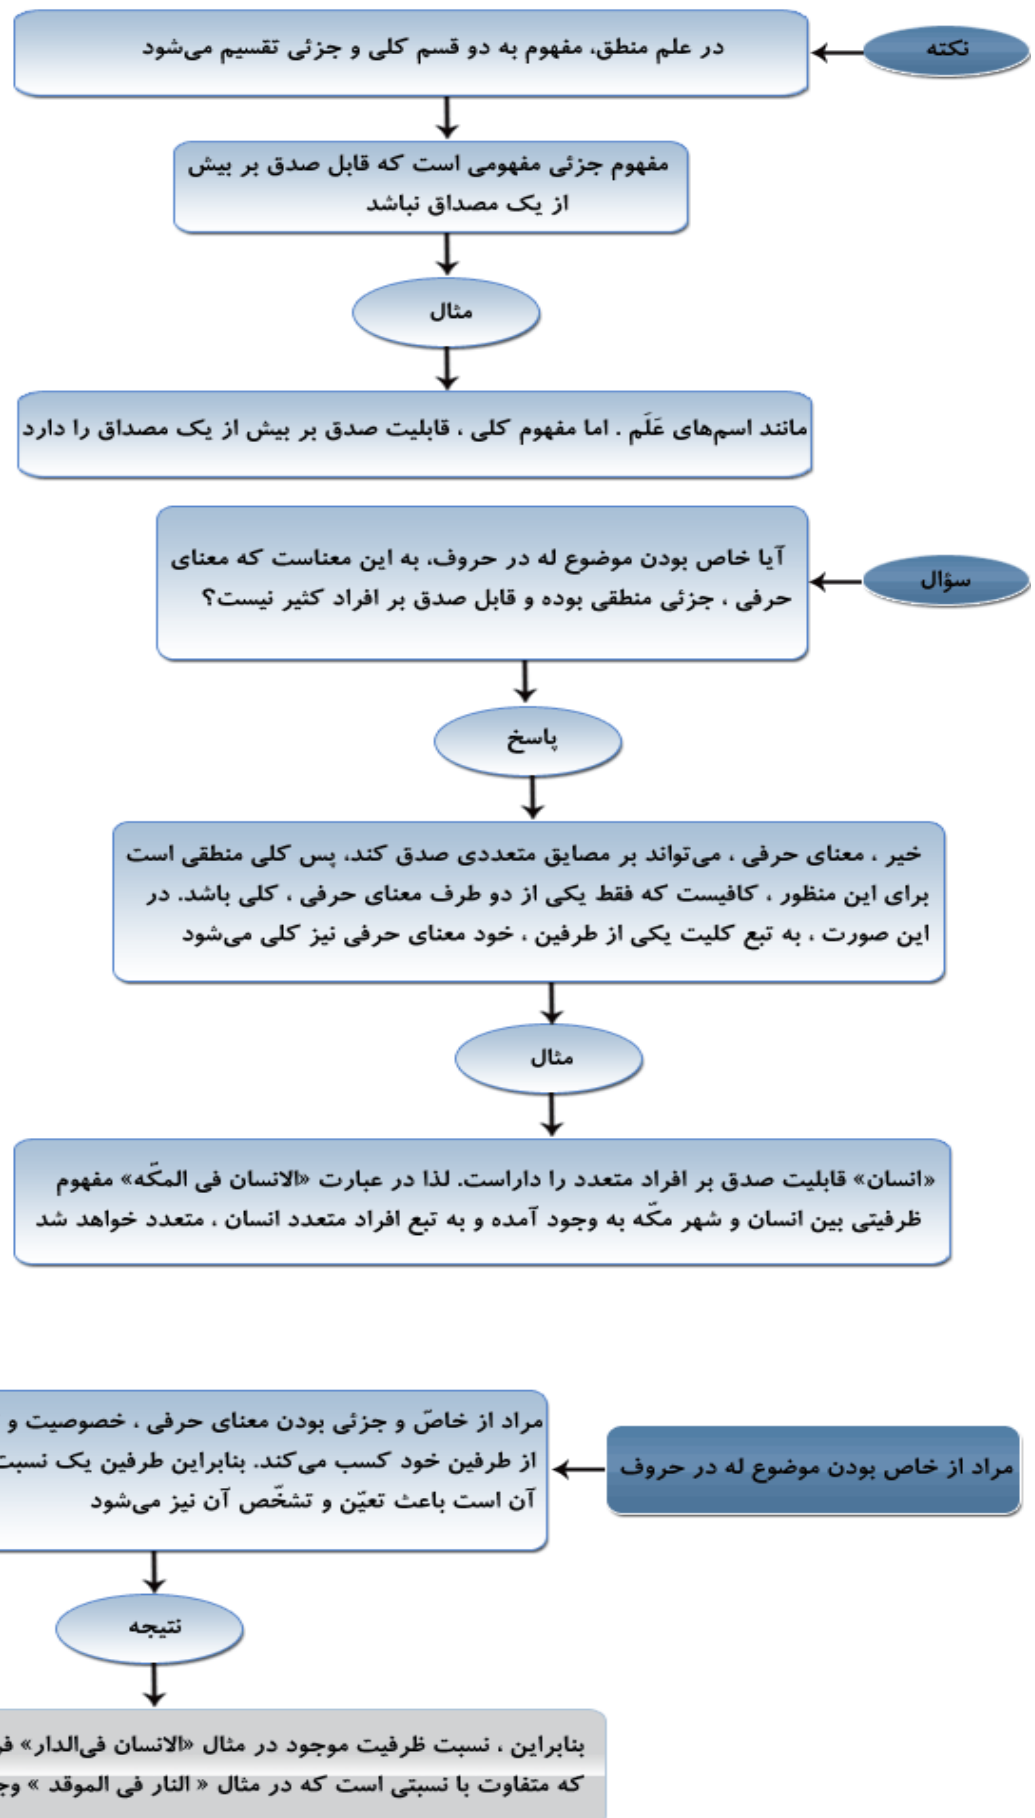 نکته
در علم منطق، مفهوم به دو قسم کلی و جزئی تقسیم می‌شود
مفهوم جزئی مفهومی است که قابل صدق بر بیش
از یک مصداق نباشد
مثال
مانند اسم‌های عَلَم . اما مفهوم کلی ، قابلیت صدق بر بیش از یک مصداق را دارد
سؤال
آیا خاص بودن موضوع له در حروف، به این معناست که معنای
حرفی ، جزئی منطقی بوده و قابل صدق بر افراد کثیر نیست؟
پاسخ
خیر ، معنای حرفی ، می‌تواند بر مصایق متعددی صدق کند، پس کلی منطقی است
برای این منظور ، کافیست که فقط یکی از دو طرف معنای حرفی ، کلی باشد. در
این صورت ، به تبع کلیت یکی از طرفین ، خود معنای حرفی نیز کلی می‌شود
مثال
«انسان» قابلیت صدق بر افراد متعدد را داراست. لذا در عبارت «الانسان فی المکّه» مفهوم
ظرفیتی بین انسان و شهر مکّه به وجود آمده و به تبع افراد متعدد انسان ، متعدد خواهد شد
مراد از خاص بودن موضوع له در حروف
مراد از خاصّ و جزئی بودن معنای حرفی ، خصوصیت و
از طرفین خود کسب می‌کند. بنابراین طرفین یک نسبت
آن است باعث تعیّن و تشخّص آن نیز می‌شود
نتیجه
بنابراین ، نسبت ظرفیت موجود در مثال «الانسان فی‌الدار»
که متفاوت با نسبتی است که در مثال « النار فی الموقد »